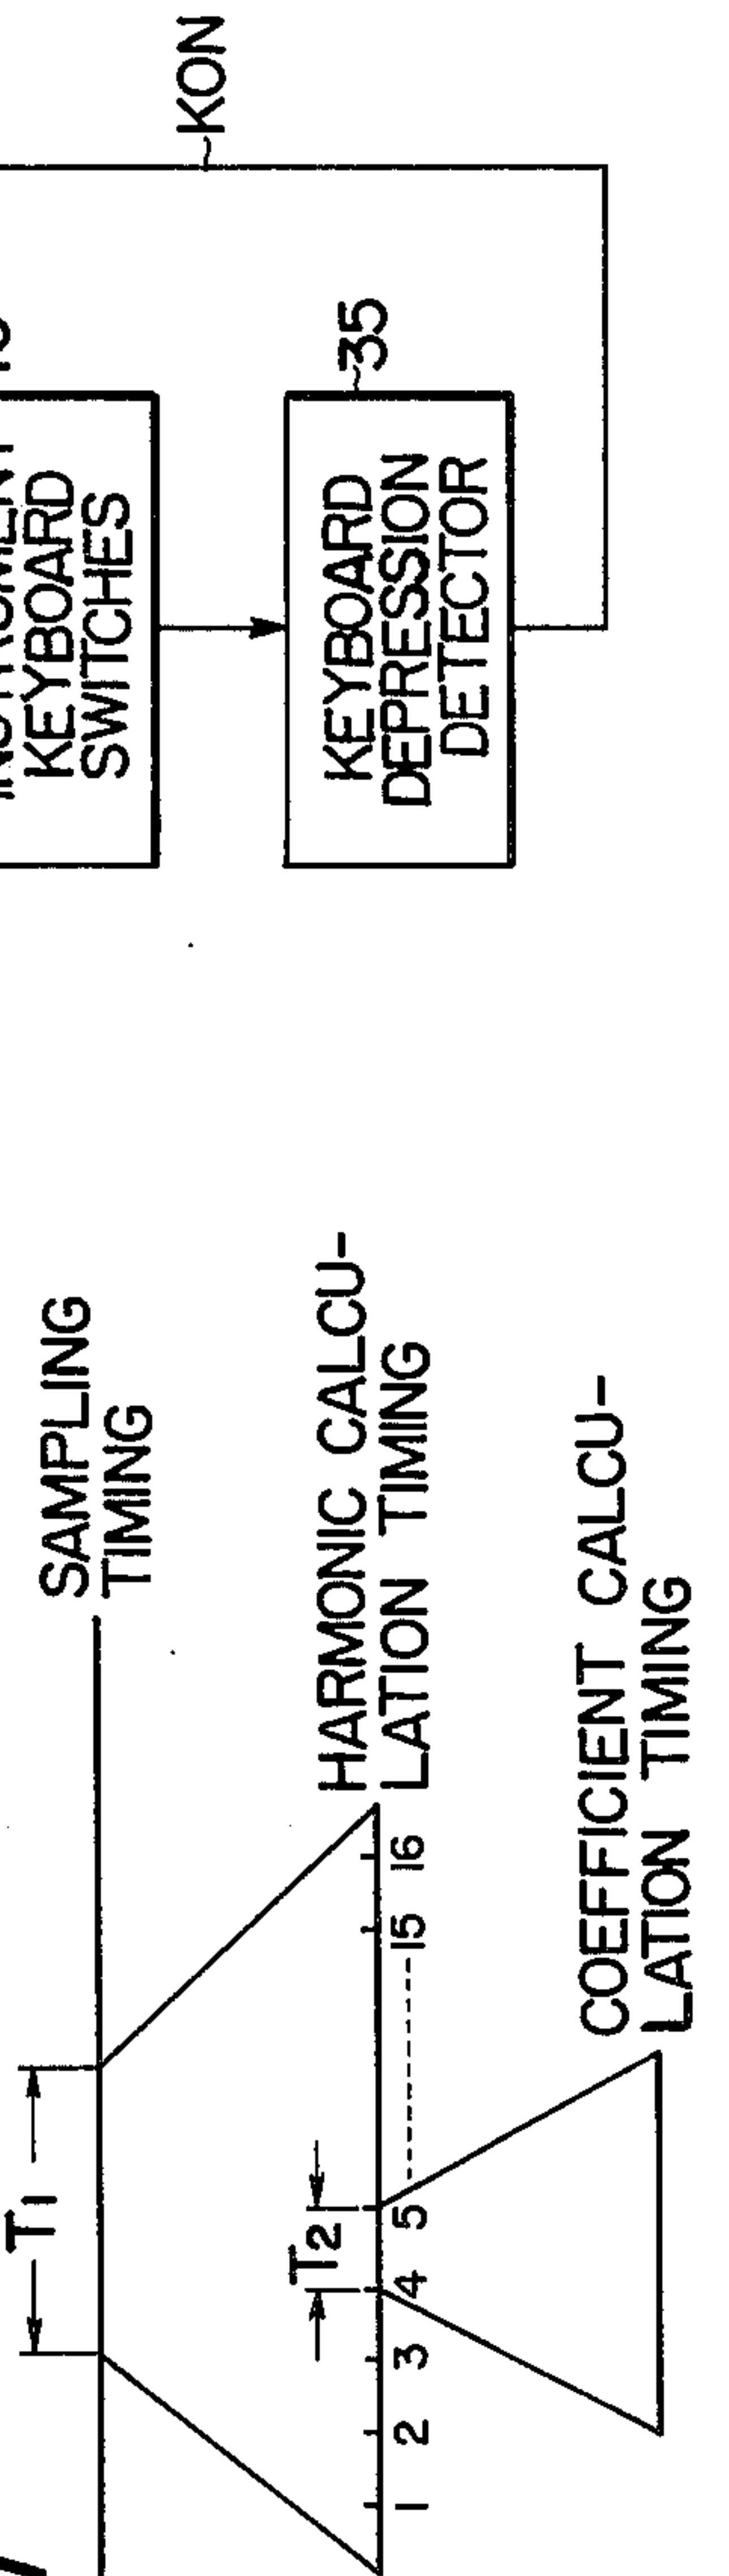 T1
SAMPLING
TIMING
T2
1 2 3 4 5 15 16
HARMONIC CALCU-
LATION TIMING
COEFFICIENT CALCU-
LATION TIMING
KEYBOARD
SWITCHES
35
KEYBOARD
DEPRESSION
DETECTOR
KON